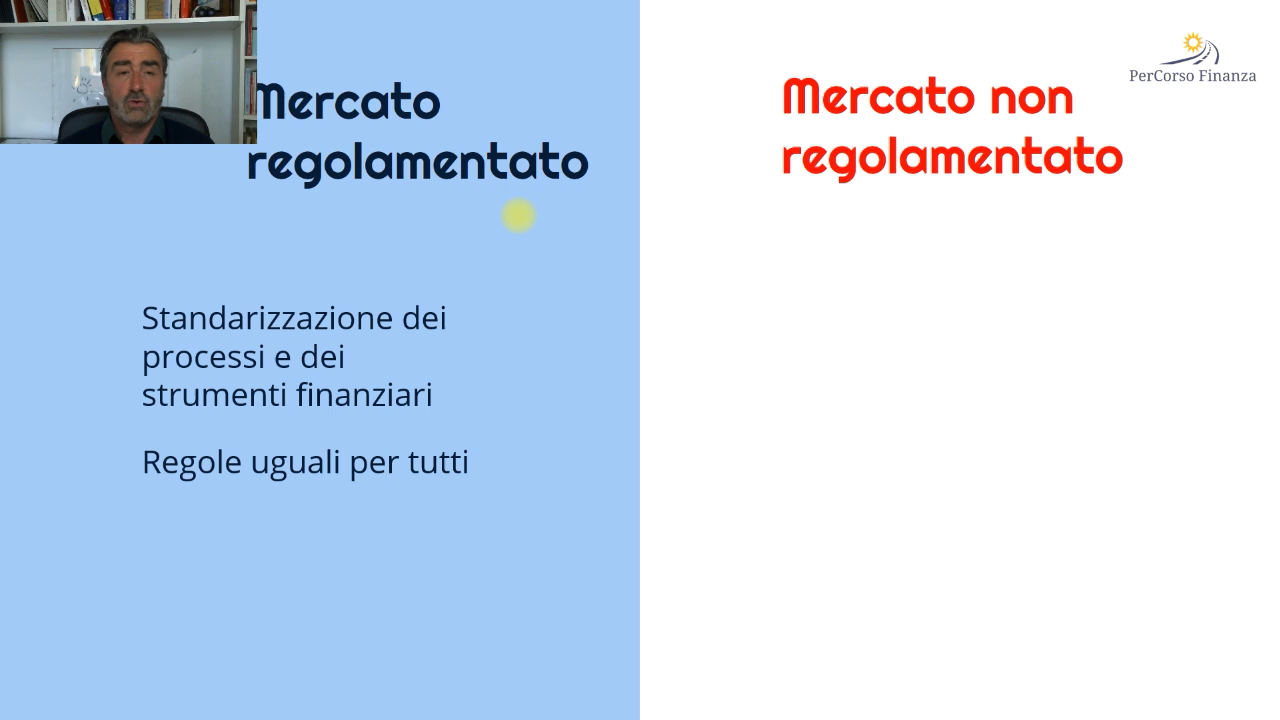 Mercato
regolamentato
Standarizzazione dei
processi e dei
strumenti finanziari
Regole uguali per tutti
Mercato non
regolamentato
PerCorso Finanza